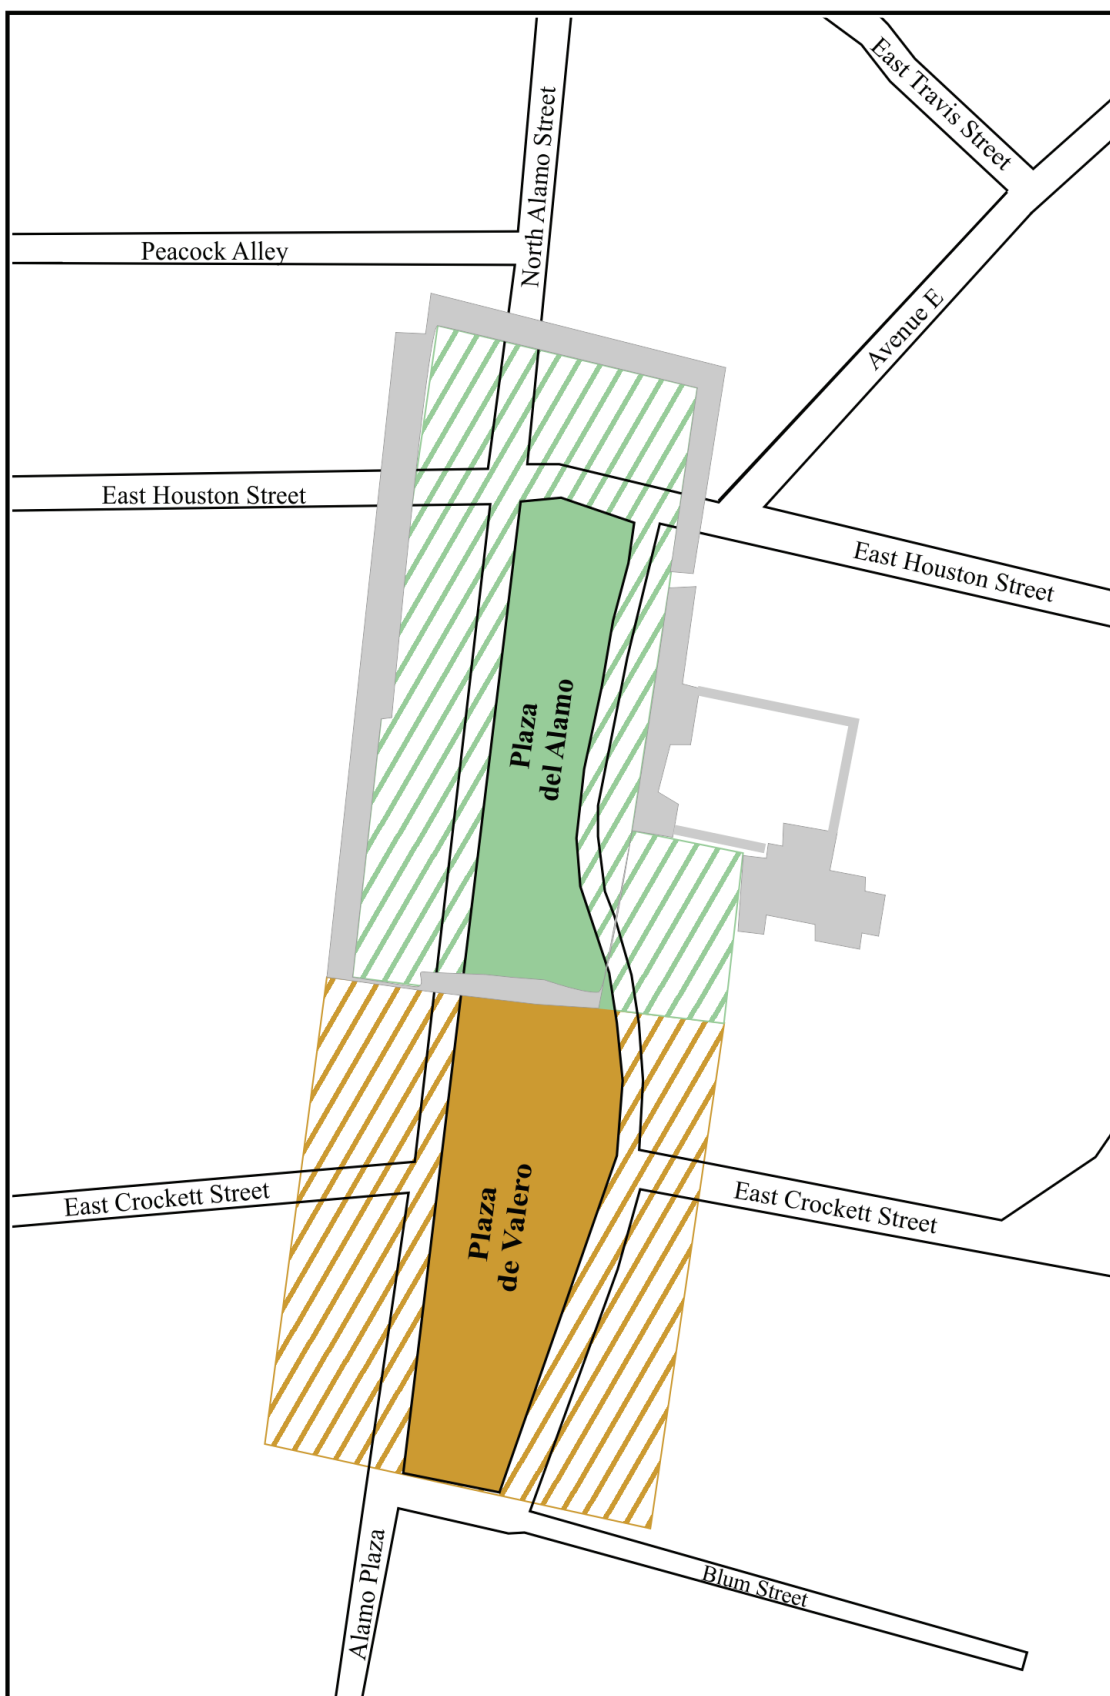 East Travis Street
North Alamo Street
Peacock Alley
Avenue E
East Houston Street
East Houston Street
Plaza
del Alamo
East Crockett Street
Plaza
de Valero
East Crockett Street
Alamo Plaza
Blum Street